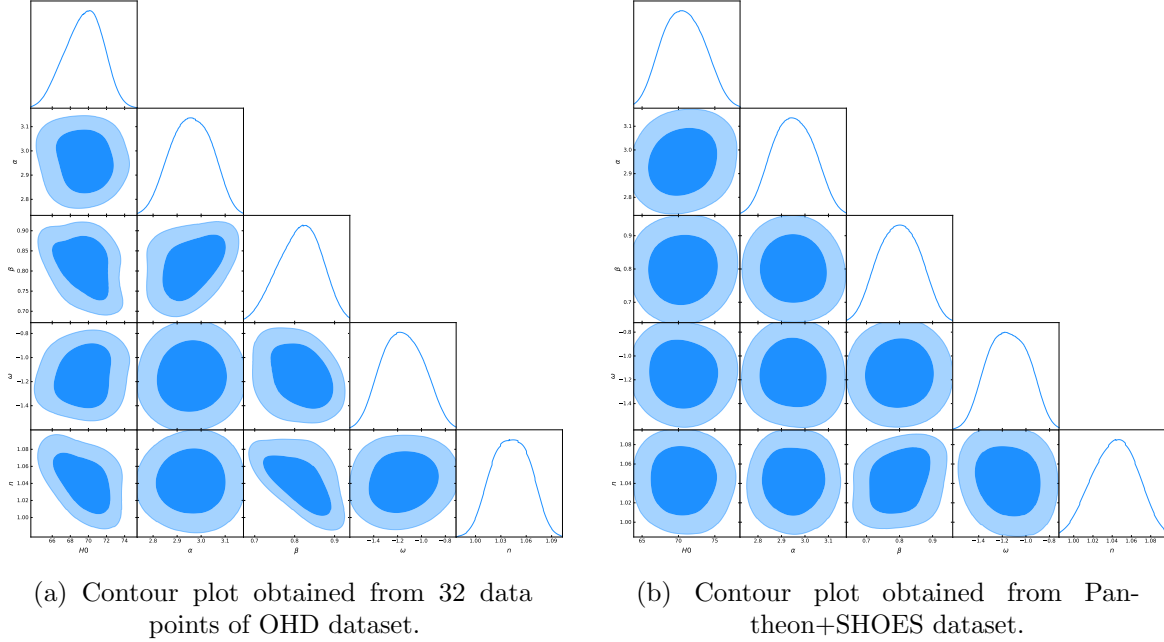 3.1
3.0
2.9
2.8
α
0.90
0.85
0.80
0.75
0.70
β
−0.8
−1.0
−1.2
−1.4
ω
1.08
1.06
1.04
1.02
1.00
n
66 68 70 72 74
2.8 2.9 3.0 3.1
0.7 0.8 0.9
−1.4 −1.2 −1.0 −0.8
1.00 1.03 1.06 1.09
H0 α β ω n
3.1
3.0
2.9
2.8
α
0.9
0.8
0.7
β
−0.8
−1.0
−1.2
−1.4
ω
1.08
1.06
1.04
1.02
1.00
n
65 70 75
2.8 2.9 3.0 3.1
0.7 0.8 0.9
−1.4 −1.2 −1.0 −0.8
1.00 1.02 1.04 1.06 1.08
H0 α β ω n
(a) Contour plot obtained from 32 data
points of OHD dataset.
(b) Contour plot obtained from Pan-
theon+SHOES dataset.